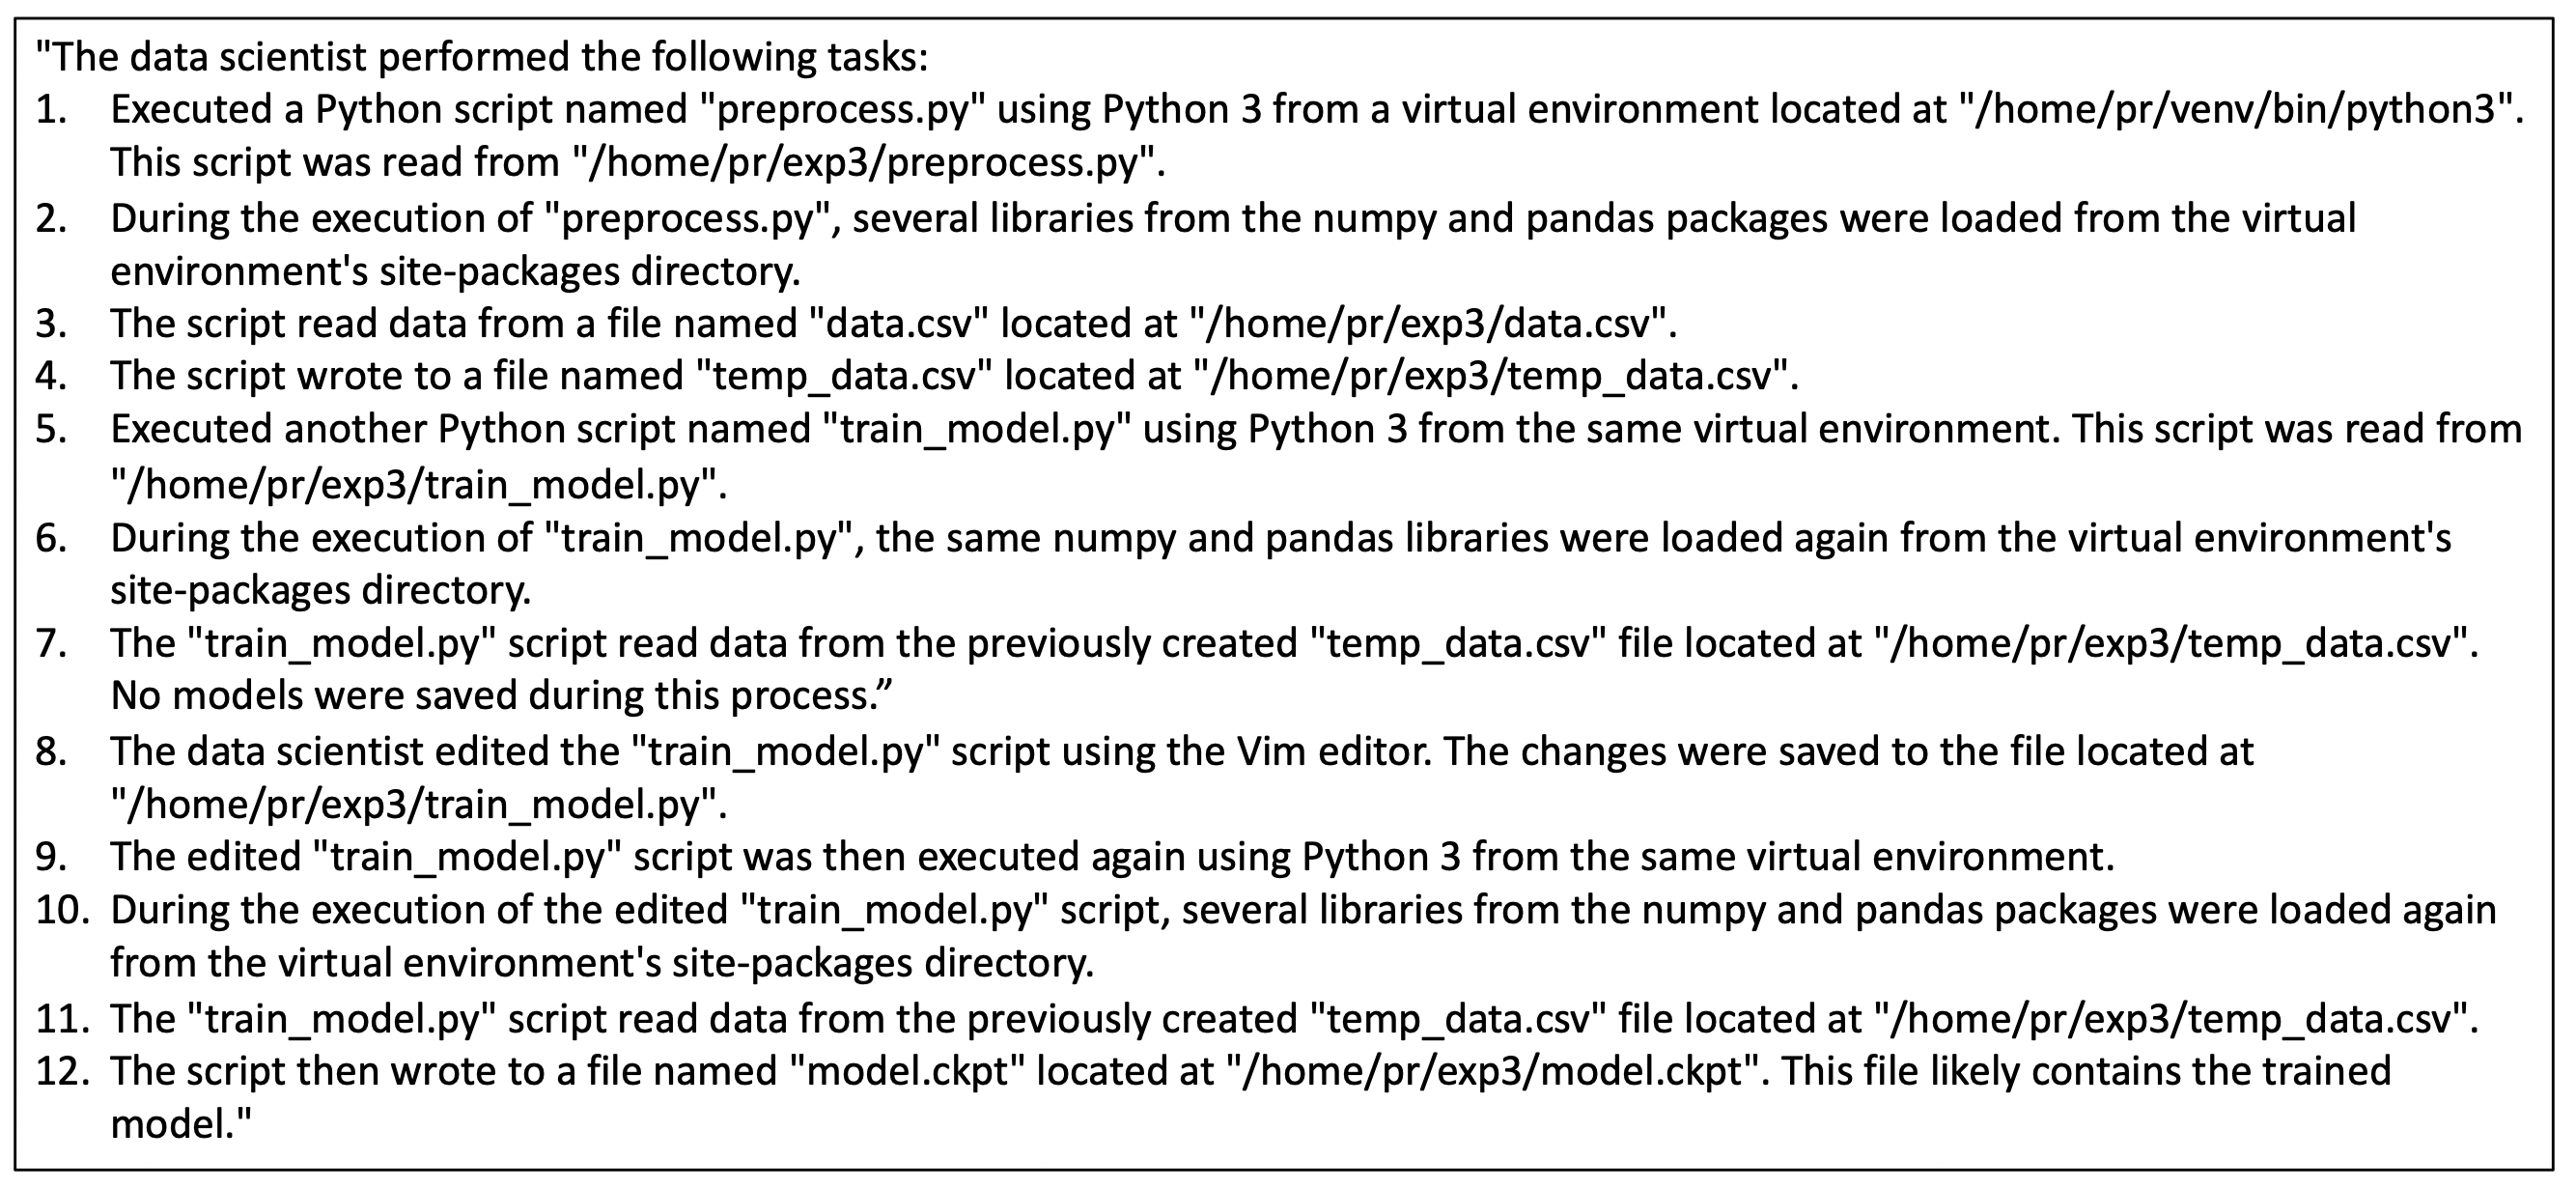 "The data scientist performed the following tasks:
1. Executed a Python script named "preprocess.py" using Python 3 from a virtual environment located at "/home/pr/venv/bin/python3".
This script was read from "/home/pr/exp3/preprocess.py".
2. During the execution of "preprocess.py", several libraries from the numpy and pandas packages were loaded from the virtual
environment's site-packages directory.
3. The script read data from a file named "data.csv" located at "/home/pr/exp3/data.csv".
4. The script wrote to a file named "temp_data.csv" located at "/home/pr/exp3/temp_data.csv".
5. Executed another Python script named "train_model.py" using Python 3 from the same virtual environment. This script was read from
"/home/pr/exp3/train_model.py".
6. During the execution of "train_model.py", the same numpy and pandas libraries were loaded again from the virtual environment's
site-packages directory.
7. The "train_model.py" script read data from the previously created "temp_data.csv" file located at "/home/pr/exp3/temp_data.csv".
No models were saved during this process.”
8. The data scientist edited the "train_model.py" script using the Vim editor. The changes were saved to the file located at
"/home/pr/exp3/train_model.py".
9. The edited "train_model.py" script was then executed again using Python 3 from the same virtual environment.
10. During the execution of the edited "train_model.py" script, several libraries from the numpy and pandas packages were loaded again
from the virtual environment's site-packages directory.
11. The "train_model.py" script read data from the previously created "temp_data.csv" file located at "/home/pr/exp3/temp_data.csv".
12. The script then wrote to a file named "model.ckpt" located at "/home/pr/exp3/model.ckpt". This file likely contains the trained
model."